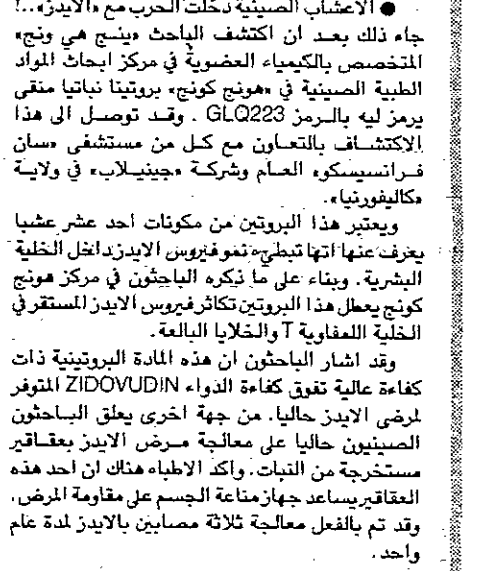 ● الأعشاب الصينية دخلت الحرب مع «الايدز»..!
جاء ذلك بعد ان اكتشف الباحث «ينسج هي ونج»
المتخصص بالكيمياء العضوية في مركز ابحاث المواد
الطبية الصينية في «هونج كونج» بروتينا نباتيا منقى
يرمز ليه بالرمز GLQ223 . وقد توصل الى هذا
الاكتشاف بالتعاون مع كل من مستشفى «سان
فرانسيسكو» العام وشركة «جينيلاب» في ولاية
«كاليفورنيا».
ويعتبر هذا البروتين من مكونات احد عشر عشبا
يعرف عنها انها تبطيء نمو فيروس الايدز داخل الخلية
البشرية. وبناء على ما ذكره الباحثون في مركز هونج
كونج يعطل هذا البروتين تكاثر فيروس الايدز المستقر في
الخلية اللمفاوية T والخلايا البالعة.
وقد اشار الباحثون ان هذه المادة البروتينية ذات
كفاءة عالية تفوق كفاءة الدواء ZIDOVUDIN المتوفر
لمرضى الايدز حاليا. من جهة اخرى يعلق الباحثون
الصينيون حاليا على معالجة مرض الايدز بعقاقير
مستخرجة من النبات. واكد الاطباء هناك ان احد هذه
العقاقير يساعد جهاز مناعة الجسم على مقاومة المرض.
وقد تم بالفعل معالجة ثلاثة مصابين بالايدز لمدة عام
واحد.